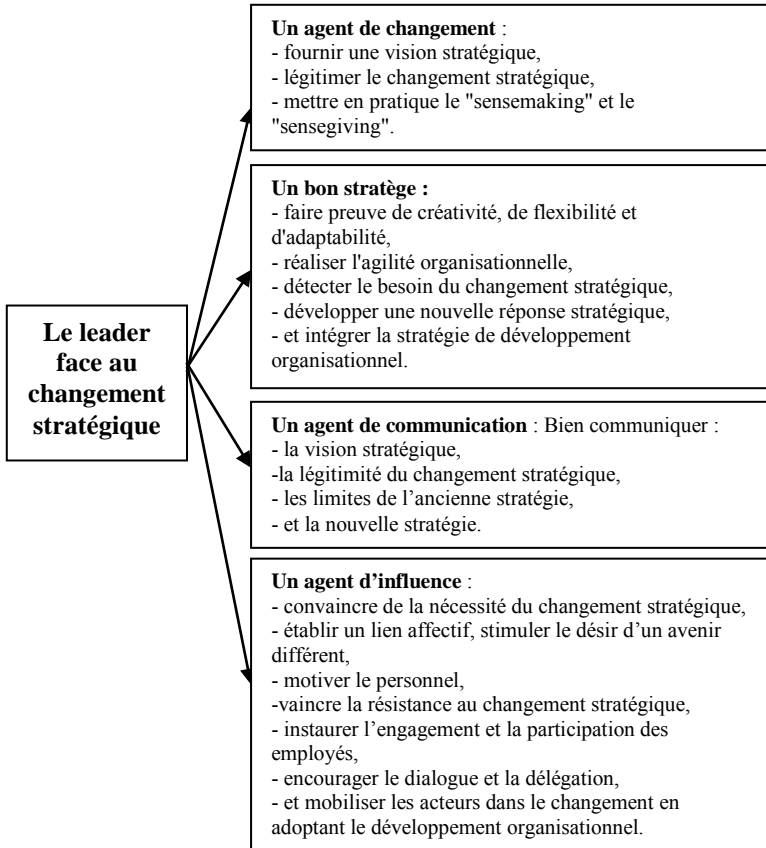 Un agent de changement :
- fournir une vision stratégique,
- légitimer le changement stratégique,
- mettre en pratique le "sensemaking" et le
"sensegiving".
Un bon stratège :
- faire preuve de créativité, de flexibilité et
d'adaptabilité,
- réaliser l'agilité organisationnelle,
- détecter le besoin du changement stratégique,
- développer une nouvelle réponse stratégique,
- et intégrer la stratégie de développement
organisationnel.
Le leader
face au
changement
stratégique
Un agent de communication : Bien communiquer :
- la vision stratégique,
-la légitimité du changement stratégique,
- les limites de l’ancienne stratégie,
- et la nouvelle stratégie.
Un agent d’influence :
- convaincre de la nécessité du changement stratégique,
- établir un lien affectif, stimuler le désir d’un avenir
différent,
- motiver le personnel,
-vaincre la résistance au changement stratégique,
- instaurer l’engagement et la participation des
employés,
- encourager le dialogue et la délégation,
- et mobiliser les acteurs dans le changement en
adoptant le développement organisationnel.